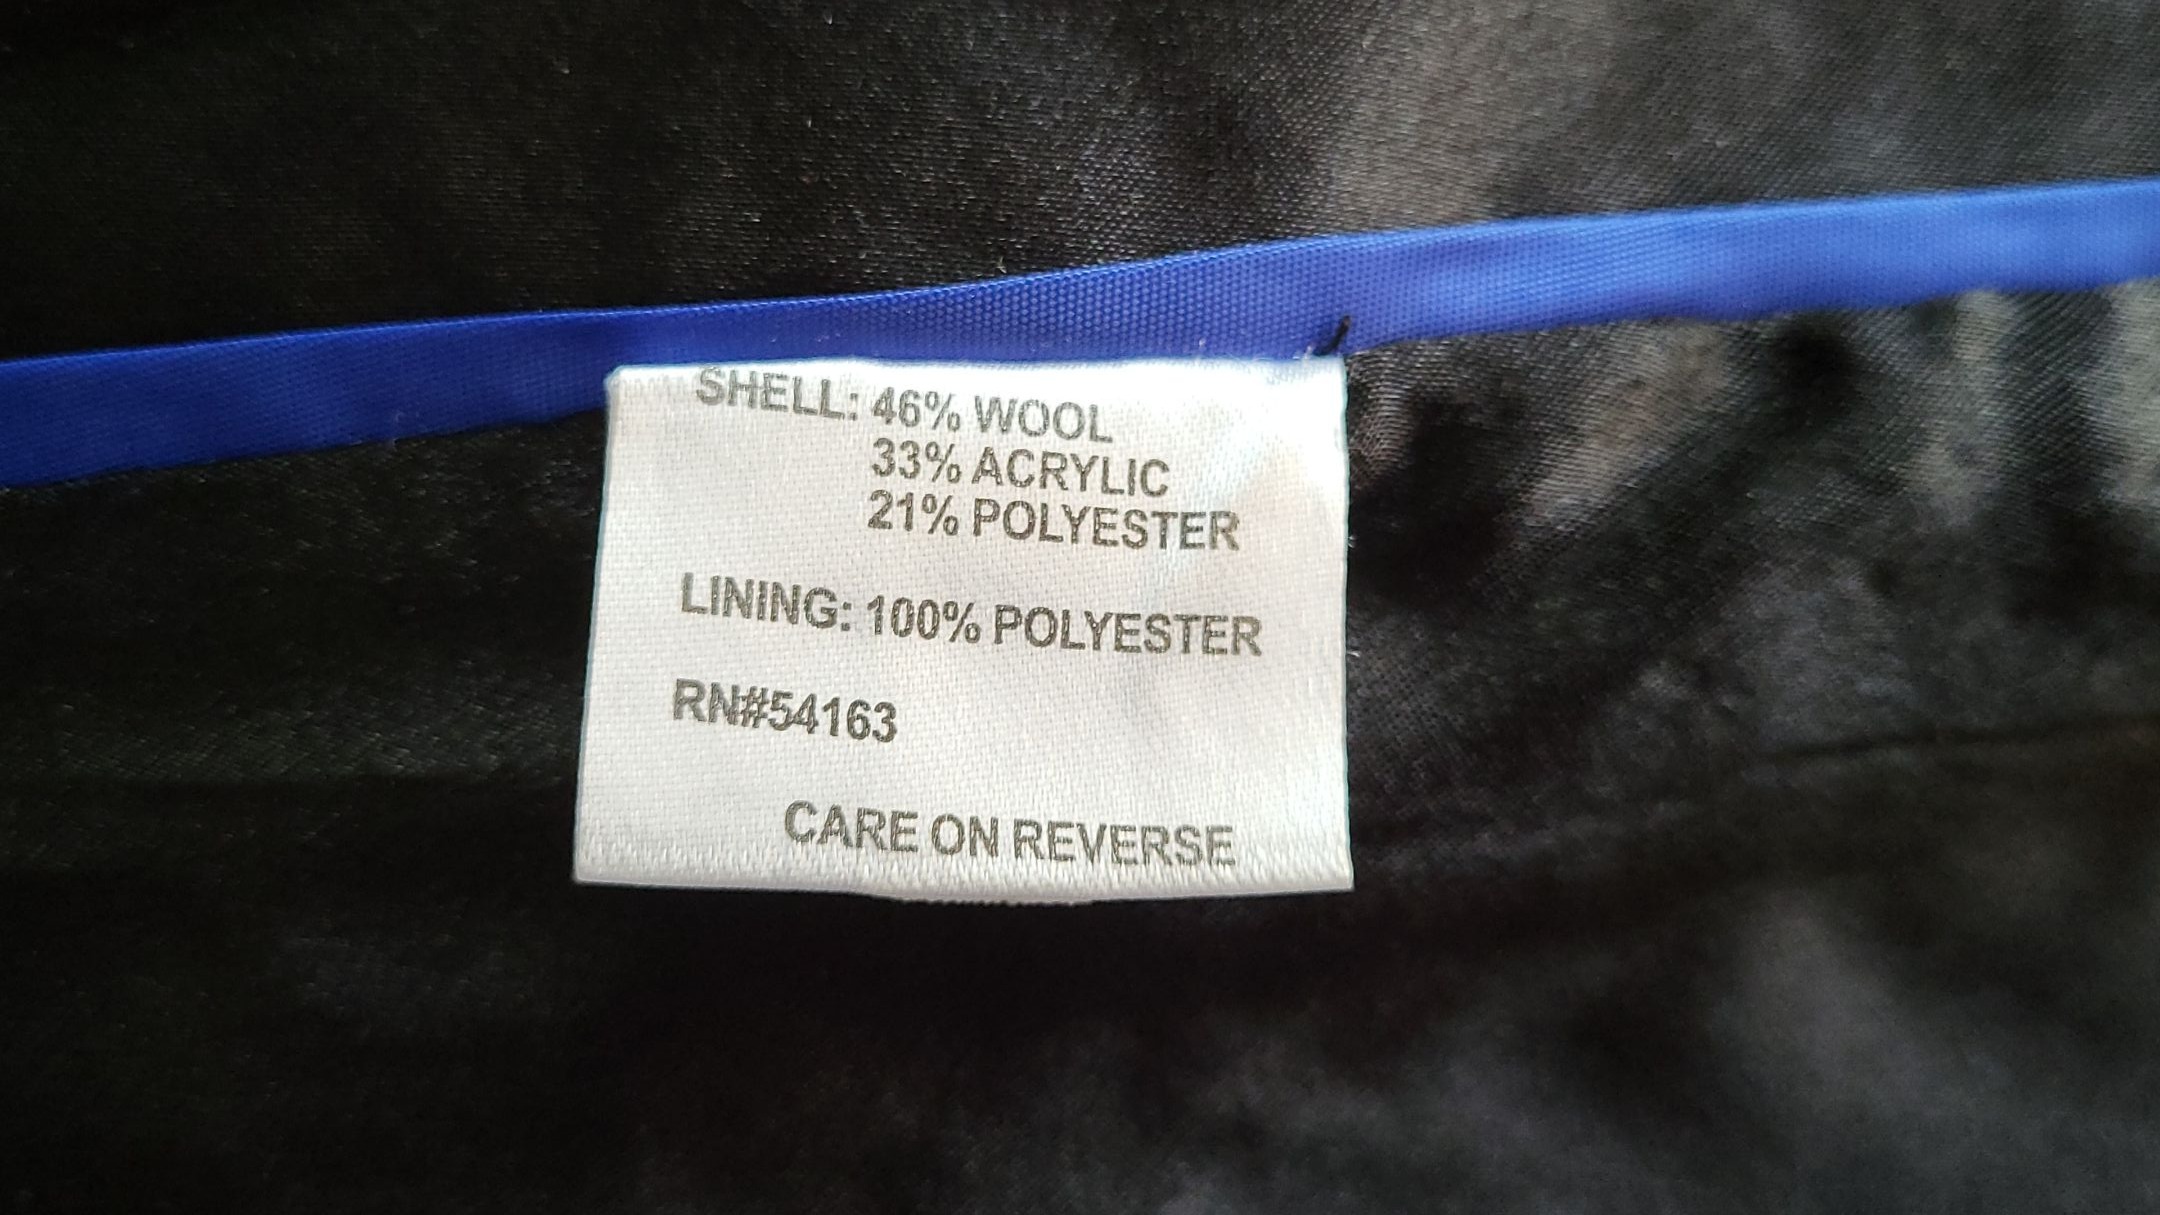 SHELL: 46% WOOL
33% ACRYLIC
21% POLYESTER
LINING: 100% POLYESTER
RN#54163
CARE ON REVERSE